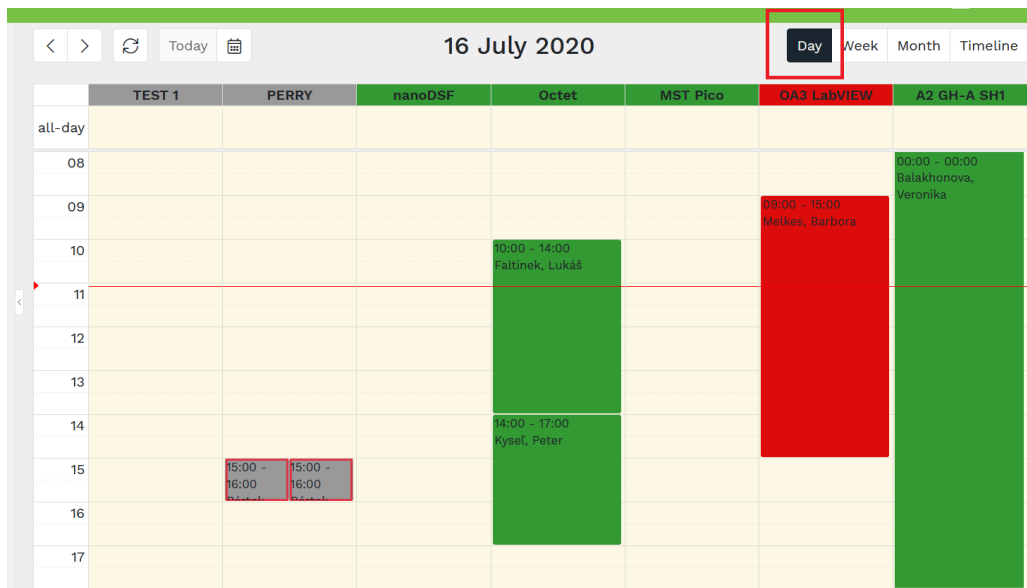 Today
16 July 2020
Day Week Month Timeline
TEST 1 PERRY nanoDSF Octet MST Pico OA3 LabVIEW A2 GH-A SH1
all-day
08
00:00 - 00:00
Balakhonova,
Veronika
09
09:00 - 15:00
Melkes, Barbora
10
10:00 - 14:00
Faltinek, Lukáš
11
12
13
14
14:00 - 17:00
Kyseľ, Peter
15
15:00 -
16:00
15:00 -
16:00
16
17